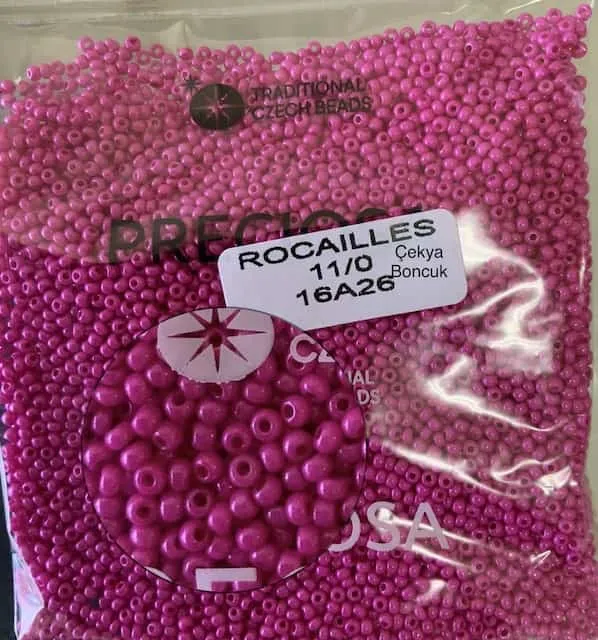 TRADITIONAL
CZECH BEADS
PRECIOSA
ROCAILLES
11/0
16A26
Çekya
Boncuk